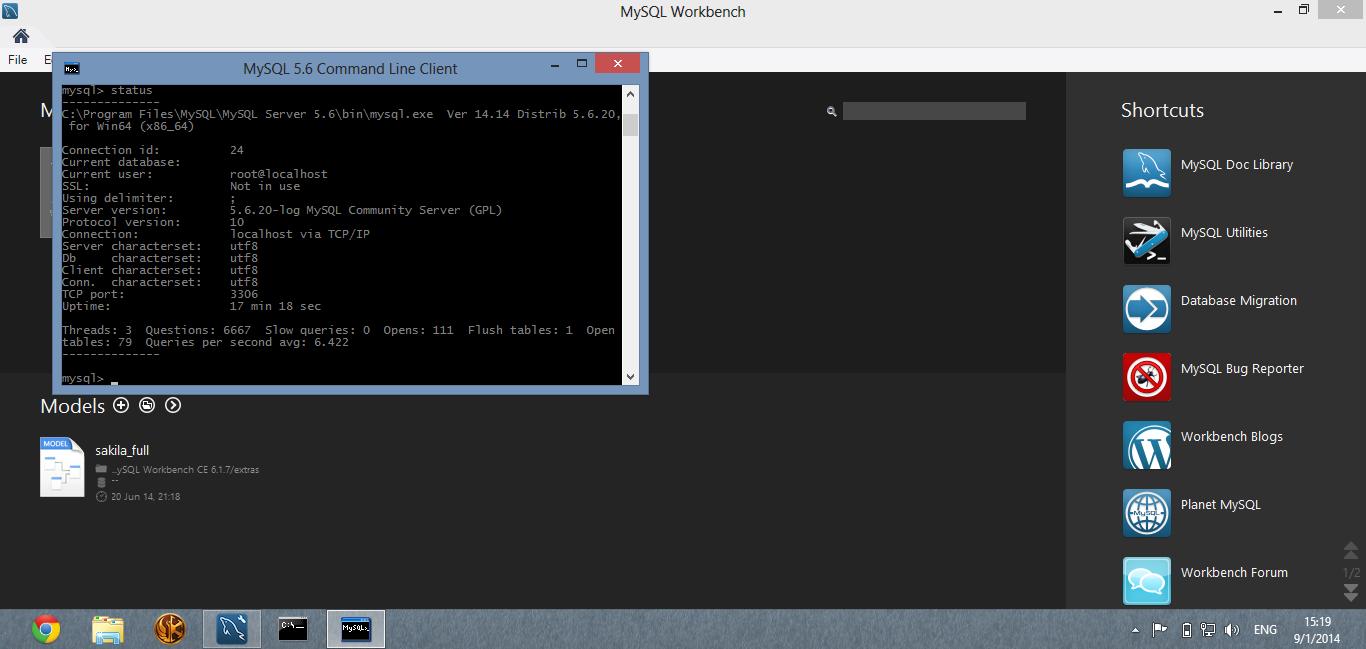 MySQL Workbench
File
MySQL 5.6 Command Line Client
mysql> status
--------------
C:\Program Files\MySQL\MySQL Server 5.6\bin\mysql.exe  Ver 14.14 Distrib 5.6.20,
 for Win64 (x86_64)
Connection id:          24
Current database:
Current user:           root@localhost
SSL:                    Not in use
Using delimiter:        ;
Server version:         5.6.20-log MySQL Community Server (GPL)
Protocol version:       10
Connection:             localhost via TCP/IP
Server characterset:    utf8
Db     characterset:    utf8
Client characterset:    utf8
Conn.  characterset:    utf8
TCP port:               3306
Uptime:                 17 min 18 sec
Threads: 3  Questions: 6667  Slow queries: 0  Opens: 111  Flush tables: 1  Open
tables: 79  Queries per second avg: 6.422
--------------
mysql> _
Models
MODEL
sakila_full
...ySQL Workbench CE 6.1.7/extras
--
20 Jun 14, 21:18
Shortcuts
MySQL Doc Library
MySQL Utilities
Database Migration
MySQL Bug Reporter
Workbench Blogs
Planet MySQL
MySQL
Workbench Forum
1/2
C:\_
MySQL>
ENG
15:19
9/1/2014